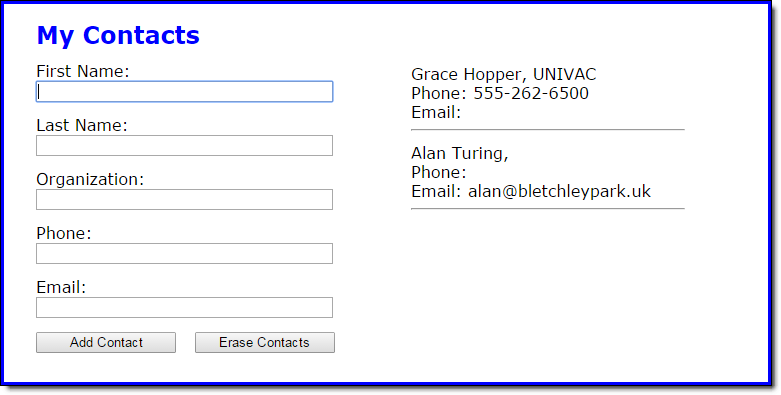 My Contacts
First Name:
Last Name:
Organization:
Phone:
Email:
Add Contact
Erase Contacts
Grace Hopper, UNIVAC
Phone: 555-262-6500
Email:
Alan Turing,
Phone:
Email: alan@bletchleypark.uk